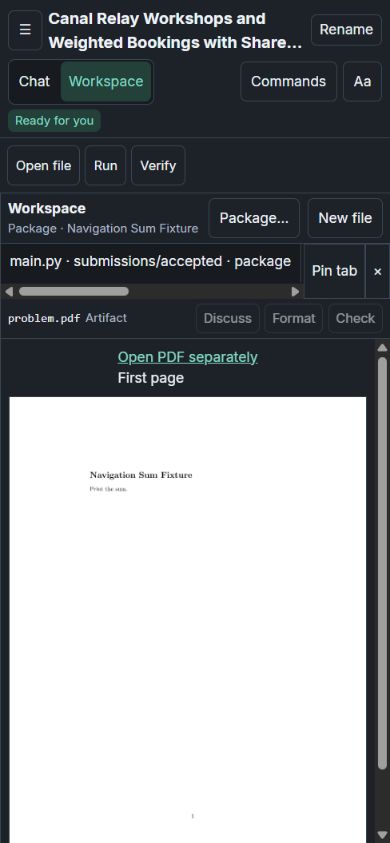 ☰ Canal Relay Workshops and
Weighted Bookings with Share...
Rename
Chat Workspace Commands Aa
Ready for you
Open file Run Verify
Workspace
Package · Navigation Sum Fixture
Package... New file
main.py · submissions/accepted · package
Pin tab ×
problem.pdf Artifact Discuss Format Check
Open PDF separately
First page
Navigation Sum Fixture
Print the sum.
1